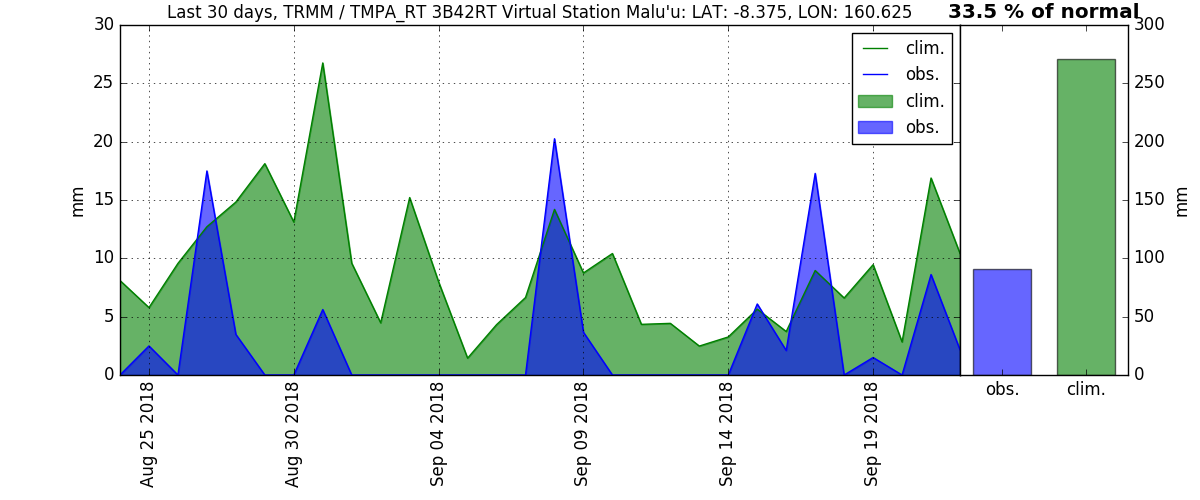 Last 30 days, TRMM / TMPA_RT 3B42RT Virtual Station Malu'u: LAT: -8.375, LON: 160.625
33.5 % of normal
30
25
20
15
10
5
0
mm
clim.
obs.
clim.
obs.
300
250
200
150
100
50
0
mm
obs.
clim.
Aug 25 2018
Aug 30 2018
Sep 04 2018
Sep 09 2018
Sep 14 2018
Sep 19 2018